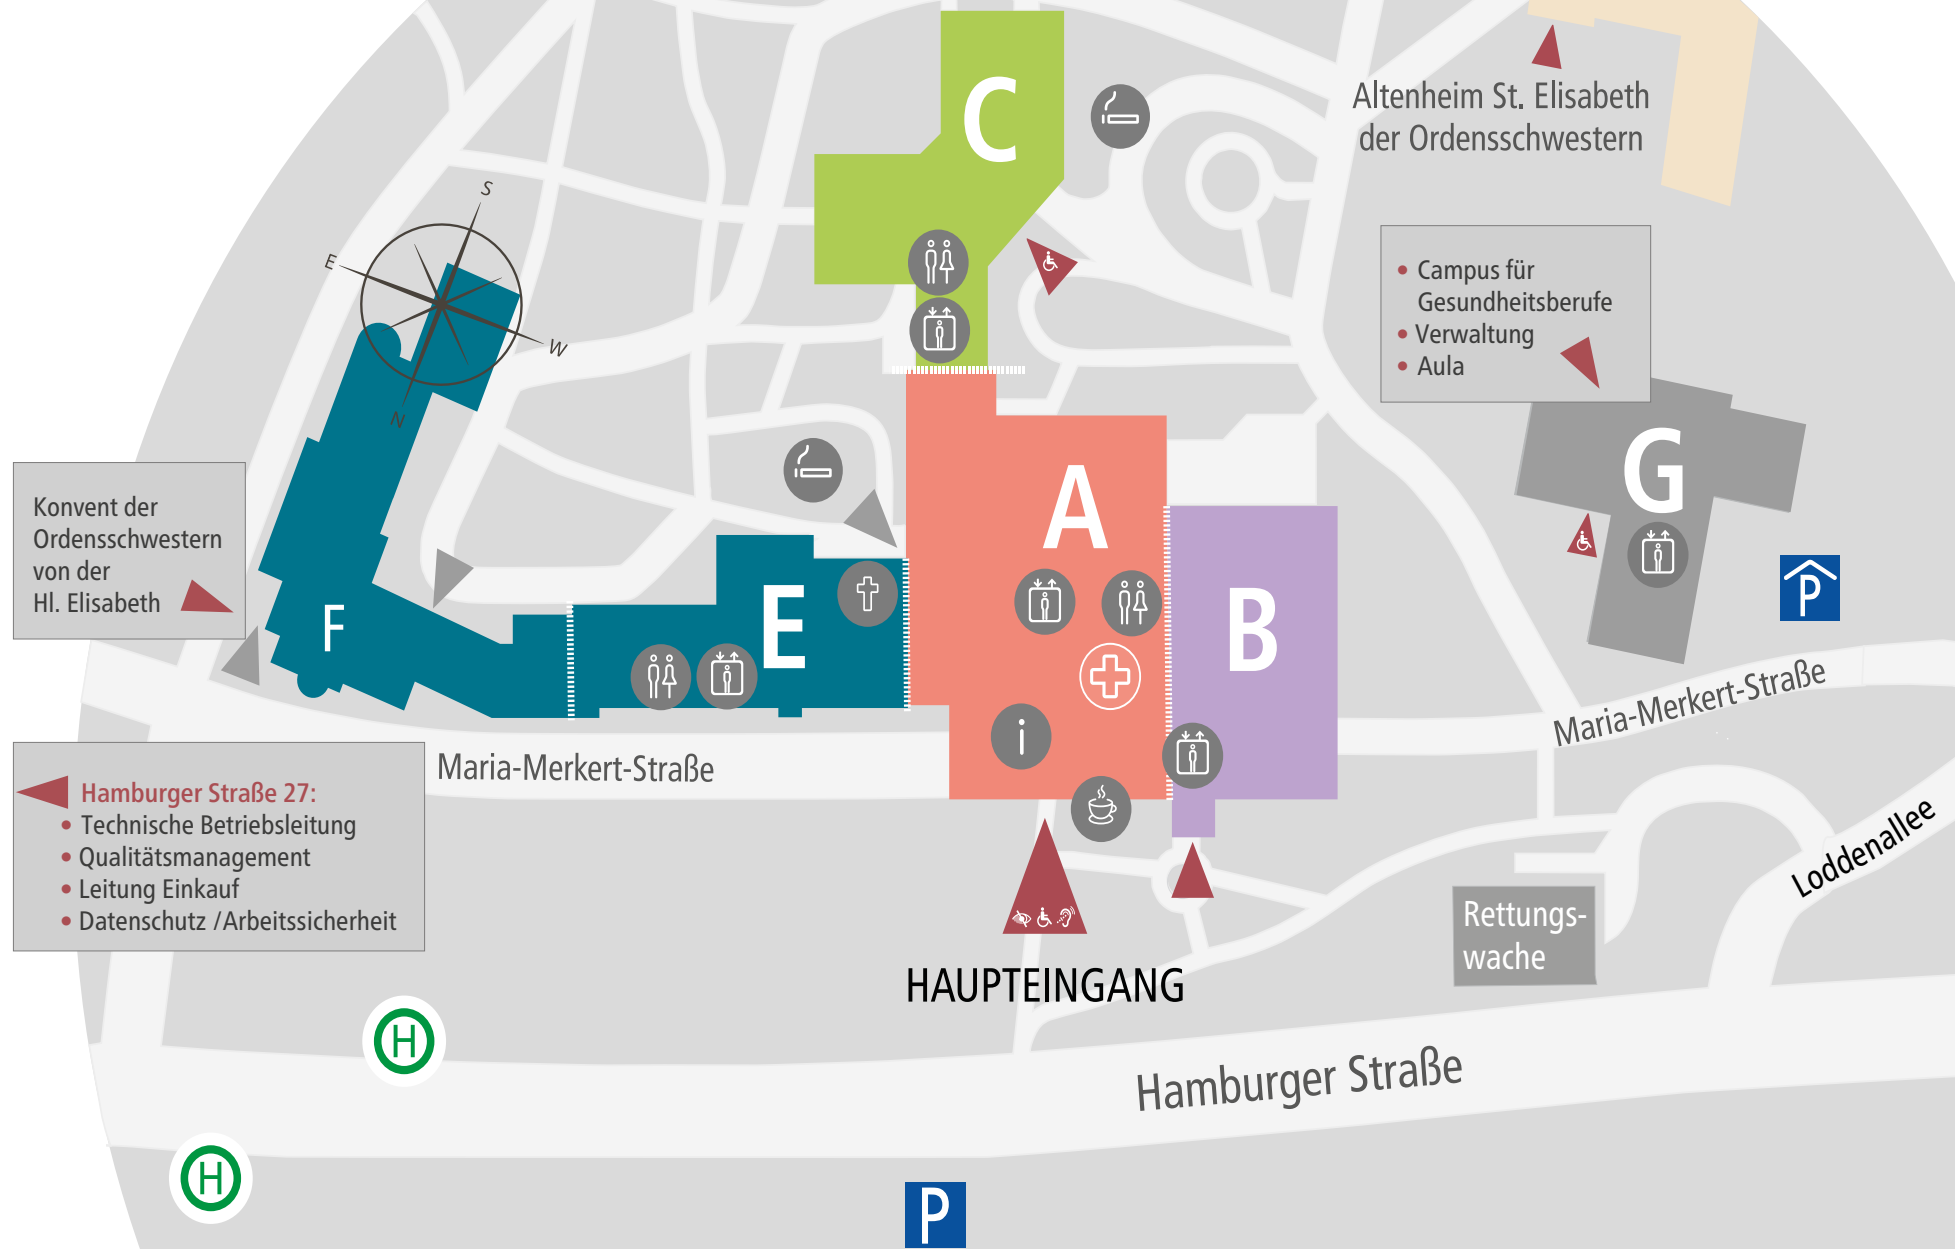 C
Altenheim St. Elisabeth
der Ordensschwestern
S
E
W
N
• Campus für
Gesundheitsberufe
• Verwaltung
• Aula
G
A
Konvent der
Ordensschwestern
von der
Hl. Elisabeth
F
E
B
P
Maria-Merkert-Straße
i
Maria-Merkert-Straße
Hamburger Straße 27:
• Technische Betriebsleitung
• Qualitätsmanagement
• Leitung Einkauf
• Datenschutz /Arbeitssicherheit
Loddenallee
Rettungs-
wache
HAUPTEINGANG
H
Hamburger Straße
H
P